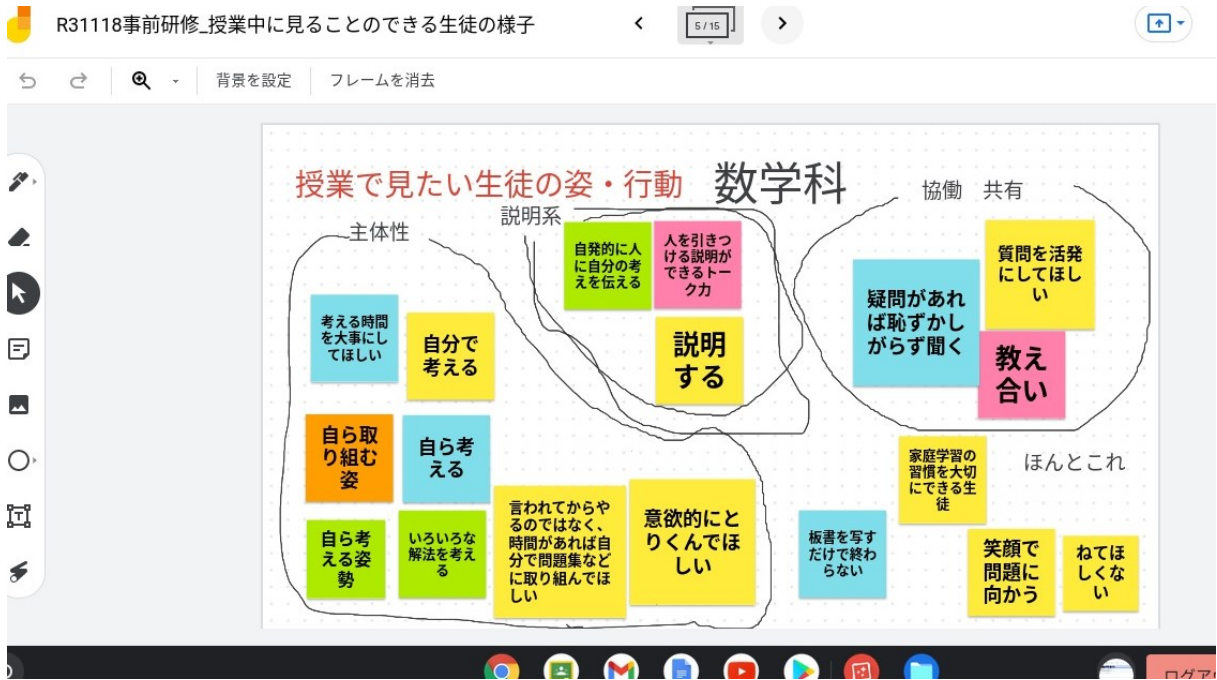 R31118事前研修_授業中に見ることのできる生徒の様子
5 / 15
背景を設定
フレームを消去
授業で見たい生徒の姿・行動
数学科
主体性
説明系
協働 共有
考える時間
を大事にし
てほしい
自分で
考える
自ら取
り組む
姿
自ら考
える
自ら考
える姿
勢
いろいろな
解法を考え
る
言われてからや
るのではなく、
時間があれば自
分で問題集など
に取り組んでほ
しい
意欲的にと
りくんでほ
しい
自発的に人
に自分の考
えを伝える
人を引きつ
ける説明が
できるトー
ク力
説明
する
疑問があれ
ば恥ずかし
がらず聞く
質問を活発
にしてほし
い
教え
合い
家庭学習の
習慣を大切
にできる生
徒
ほんとこれ
板書を写す
だけで終わ
らない
笑顔で
問題に
向かう
ねてほ
しくな
い